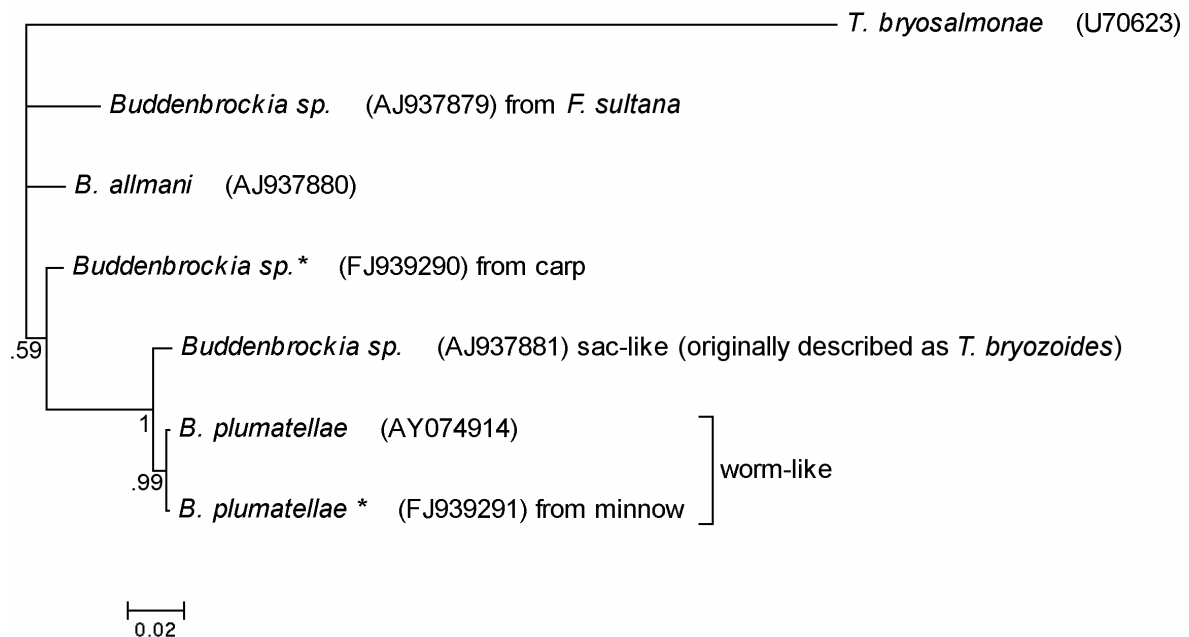 T. bryosalmonae (U70623)
Buddenbrockia sp. (AJ937879) from F. sultana
B. allmani (AJ937880)
Buddenbrockia sp.* (FJ939290) from carp
.59
Buddenbrockia sp. (AJ937881) sac-like (originally described as T. bryozoides)
1
B. plumatellae (AY074914)
worm-like
.99
B. plumatellae * (FJ939291) from minnow
0.02